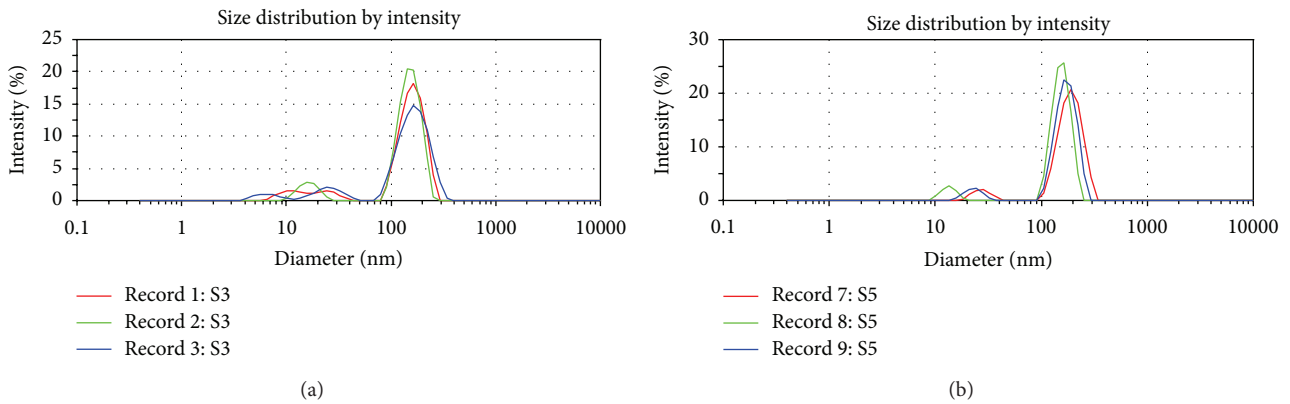 Size distribution by intensity
25
20
15
10
5
0
Intensity (%)
0.1 1 10 100 1000 10000
Diameter (nm)
Record 1: S3
Record 2: S3
Record 3: S3
(a)
Size distribution by intensity
30
20
10
0
Intensity (%)
0.1 1 10 100 1000 10000
Diameter (nm)
Record 7: S5
Record 8: S5
Record 9: S5
(b)